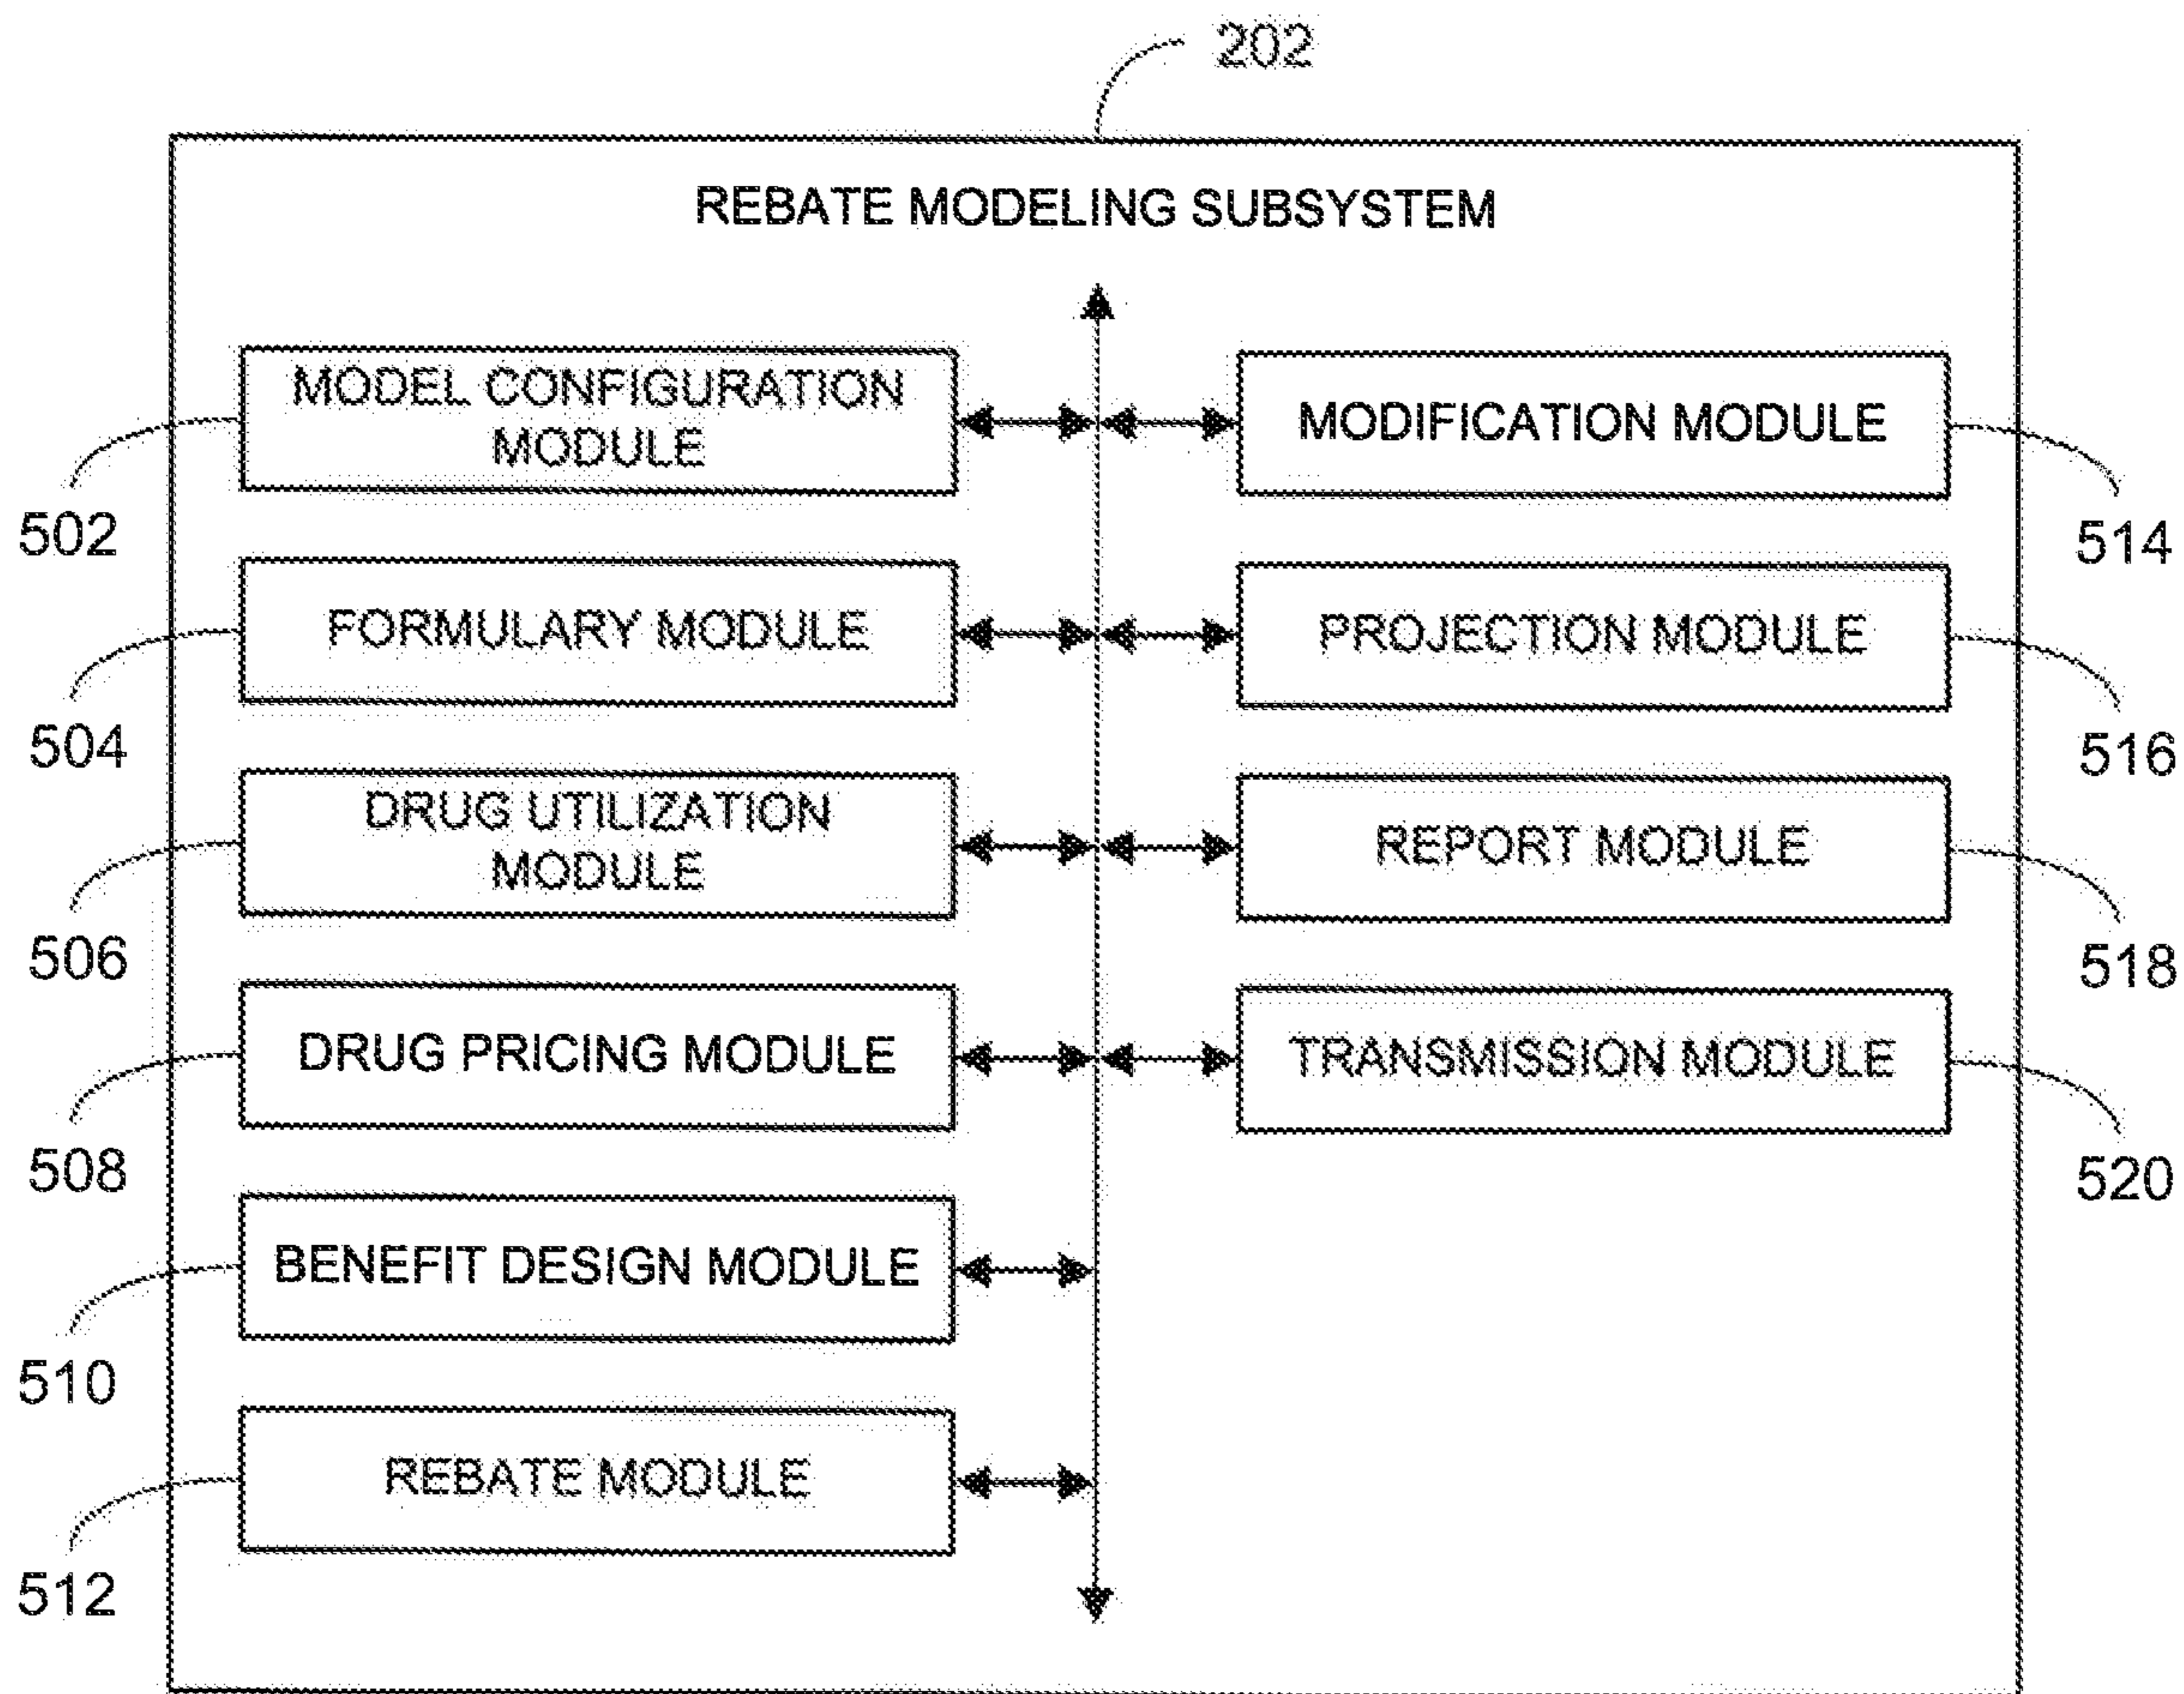 202
REBATE MODELING SUBSYSTEM
MODEL CONFIGURATION
MODULE
502
MODIFICATION MODULE
514
FORMULARY MODULE
504
PROJECTION MODULE
516
DRUG UTILIZATION
MODULE
506
REPORT MODULE
518
DRUG PRICING MODULE
508
TRANSMISSION MODULE
520
BENEFIT DESIGN MODULE
510
REBATE MODULE
512